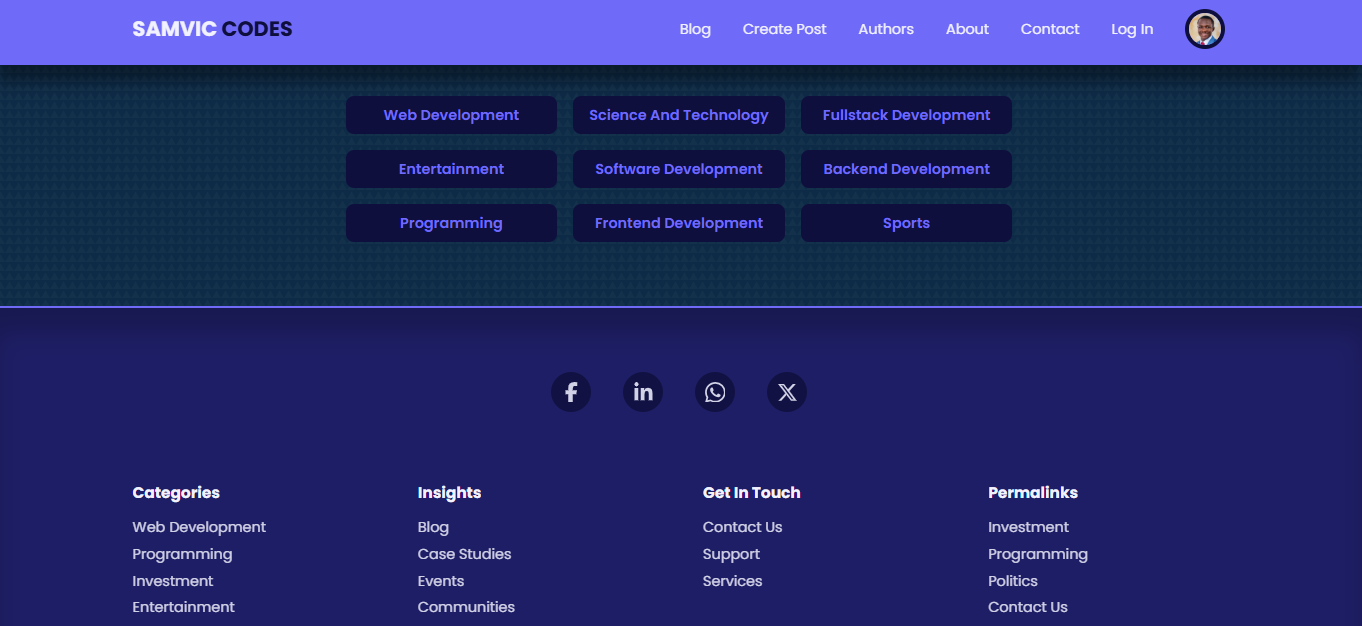 SAMVIC CODES
Blog Create Post Authors About Contact Log In
Web Development Science And Technology Fullstack Development
Entertainment Software Development Backend Development
Programming Frontend Development Sports
Categories Insights Get In Touch Permalinks
Web Development Blog Contact Us Investment
Programming Case Studies Support Programming
Investment Events Services Politics
Entertainment Communities Contact Us